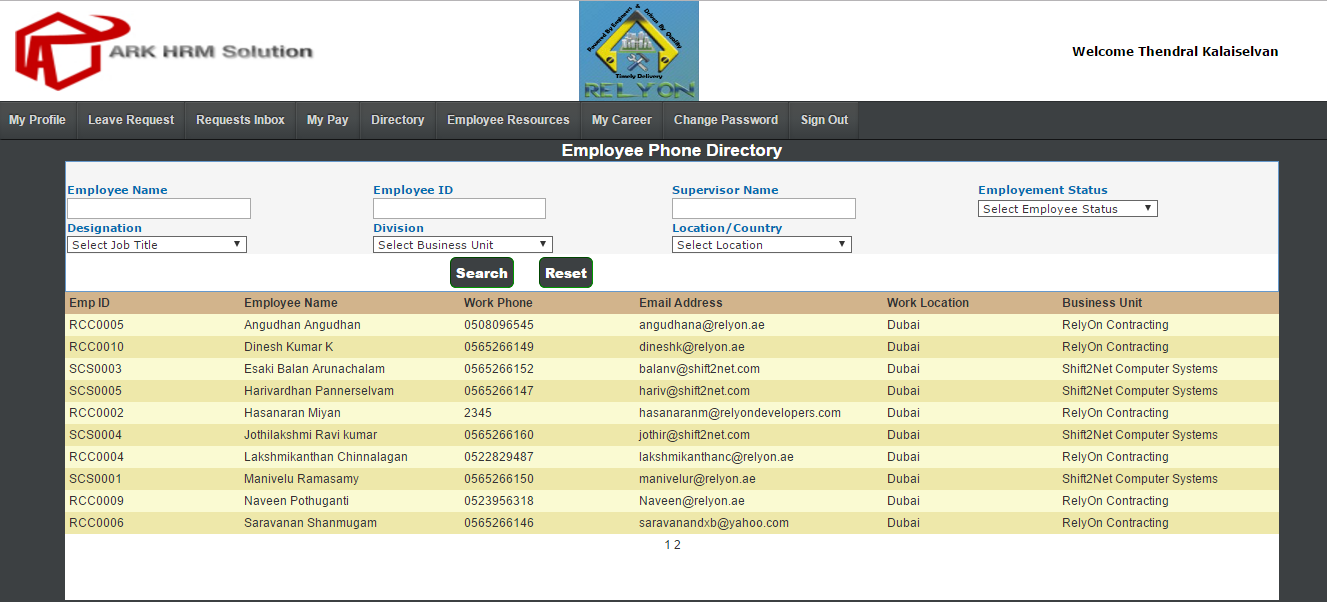 ARK HRM Solution
Powered By Engineers & Driven By Quality
Timely Delivery
RELYON
Welcome Thendral Kalaiselvan
My Profile Leave Request Requests Inbox My Pay Directory Employee Resources My Career Change Password Sign Out
Employee Phone Directory
Employee Name Employee ID Supervisor Name Employement Status
Select Employee Status
Designation Division Location/Country
Select Job Title Select Business Unit Select Location
Search Reset
Emp ID Employee Name Work Phone Email Address Work Location Business Unit
RCC0005 Angudhan Angudhan 0508096545 angudhana@relyon.ae Dubai RelyOn Contracting
RCC0010 Dinesh Kumar K 0565266149 dineshk@relyon.ae Dubai RelyOn Contracting
SCS0003 Esaki Balan Arunachalam 0565266152 balanv@shift2net.com Dubai Shift2Net Computer Systems
SCS0005 Harivardhan Pannerselvam 0565266147 hariv@shift2net.com Dubai Shift2Net Computer Systems
RCC0002 Hasanaran Miyan 2345 hasanaranm@relyondevelopers.com Dubai RelyOn Contracting
SCS0004 Jothilakshmi Ravi kumar 0565266160 jothir@shift2net.com Dubai Shift2Net Computer Systems
RCC0004 Lakshmikanthan Chinnalagan 0522829487 lakshmikanthanc@relyon.ae Dubai RelyOn Contracting
SCS0001 Manivelu Ramasamy 0565266150 manivelur@relyon.ae Dubai Shift2Net Computer Systems
RCC0009 Naveen Pothuganti 0523956318 Naveen@relyon.ae Dubai RelyOn Contracting
RCC0006 Saravanan Shanmugam 0565266146 saravanandxb@yahoo.com Dubai RelyOn Contracting
1 2